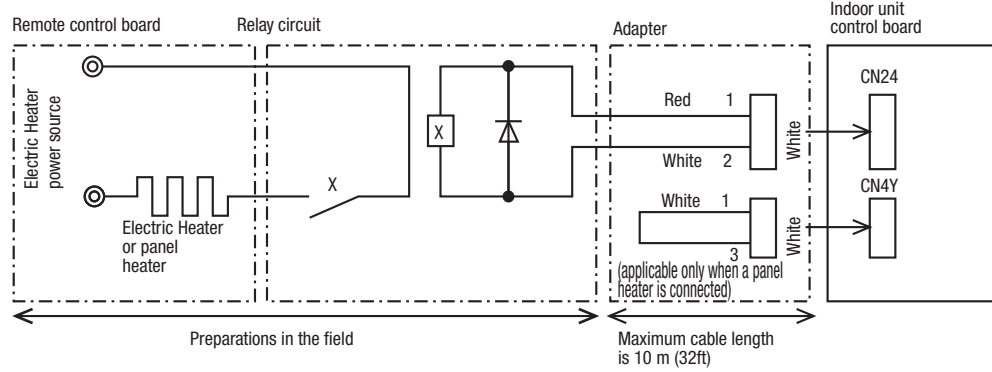 Remote control board
Relay circuit
Adapter
Indoor unit
control board
Electric Heater
power source
Electric Heater
or panel
heater
X
X
Red 1
White 2
White
CN24
White 1
3
White
CN4Y
(applicable only when a panel
heater is connected)
Preparations in the field
Maximum cable length
is 10 m (32ft)